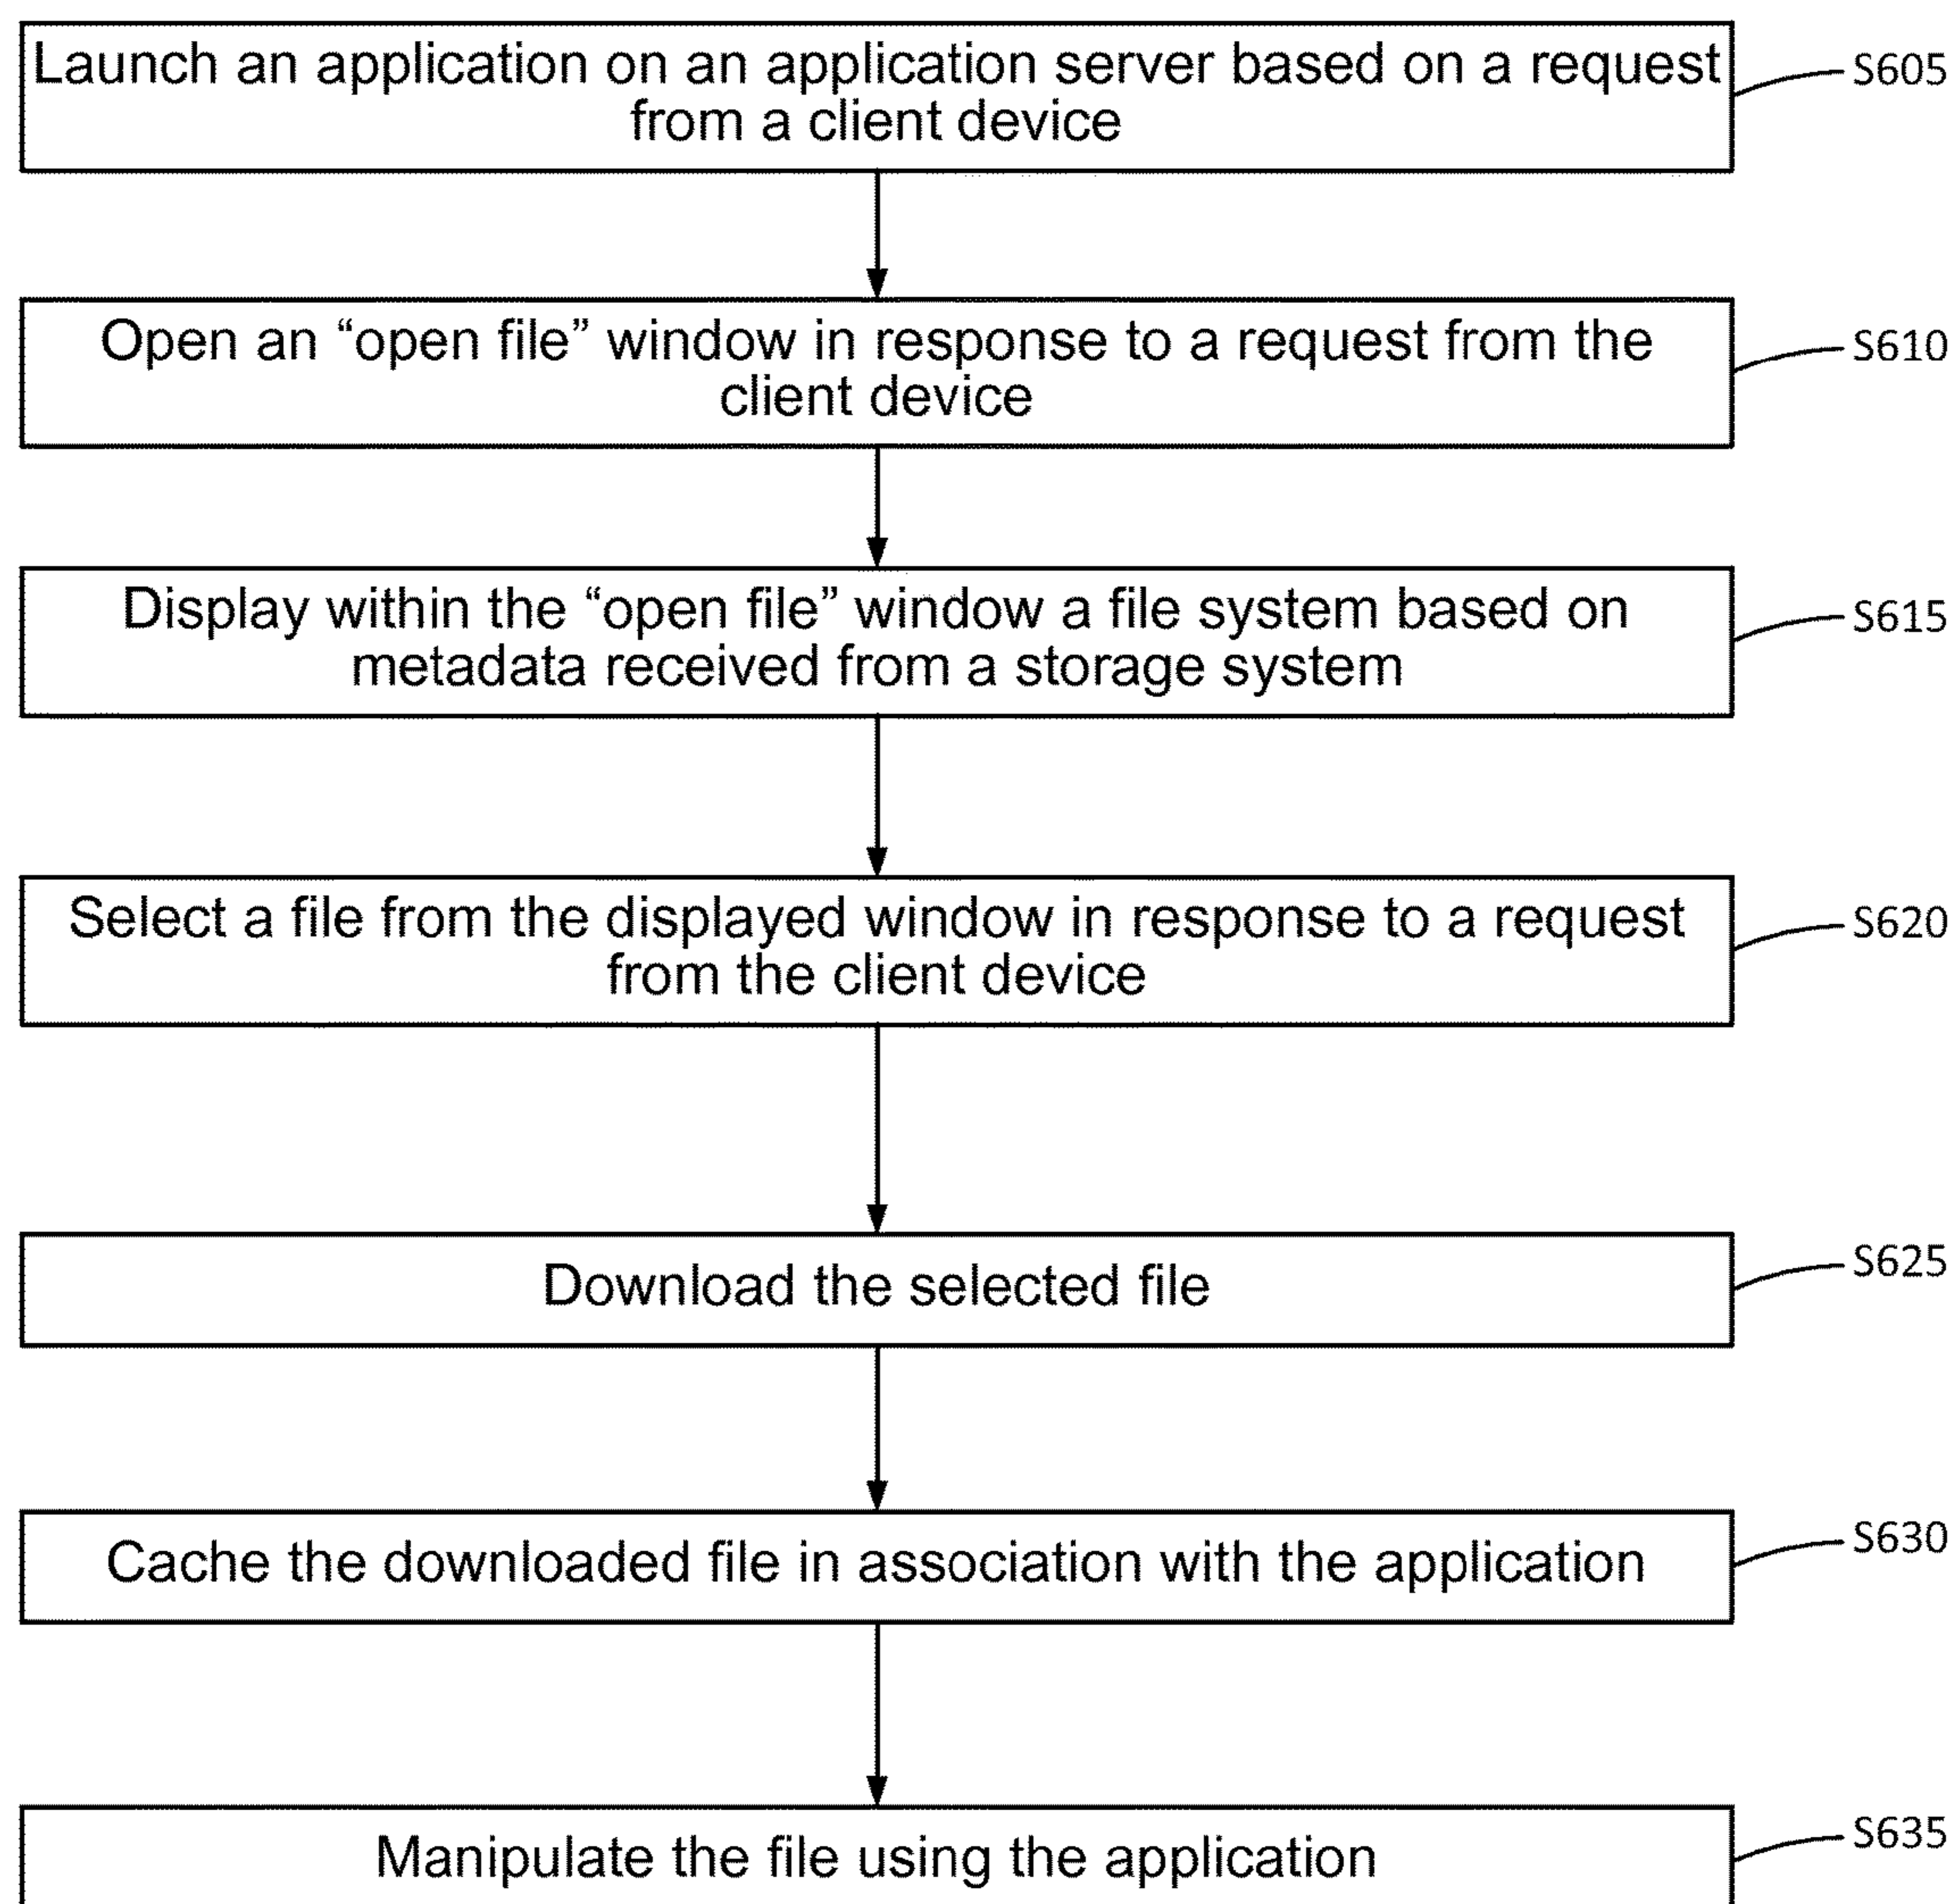 Launch an application on an application server based on a request
from a client device
S605
Open an “open file” window in response to a request from the
client device
S610
Display within the “open file” window a file system based on
metadata received from a storage system
S615
Select a file from the displayed window in response to a request
from the client device
S620
Download the selected file
S625
Cache the downloaded file in association with the application
S630
Manipulate the file using the application
S635